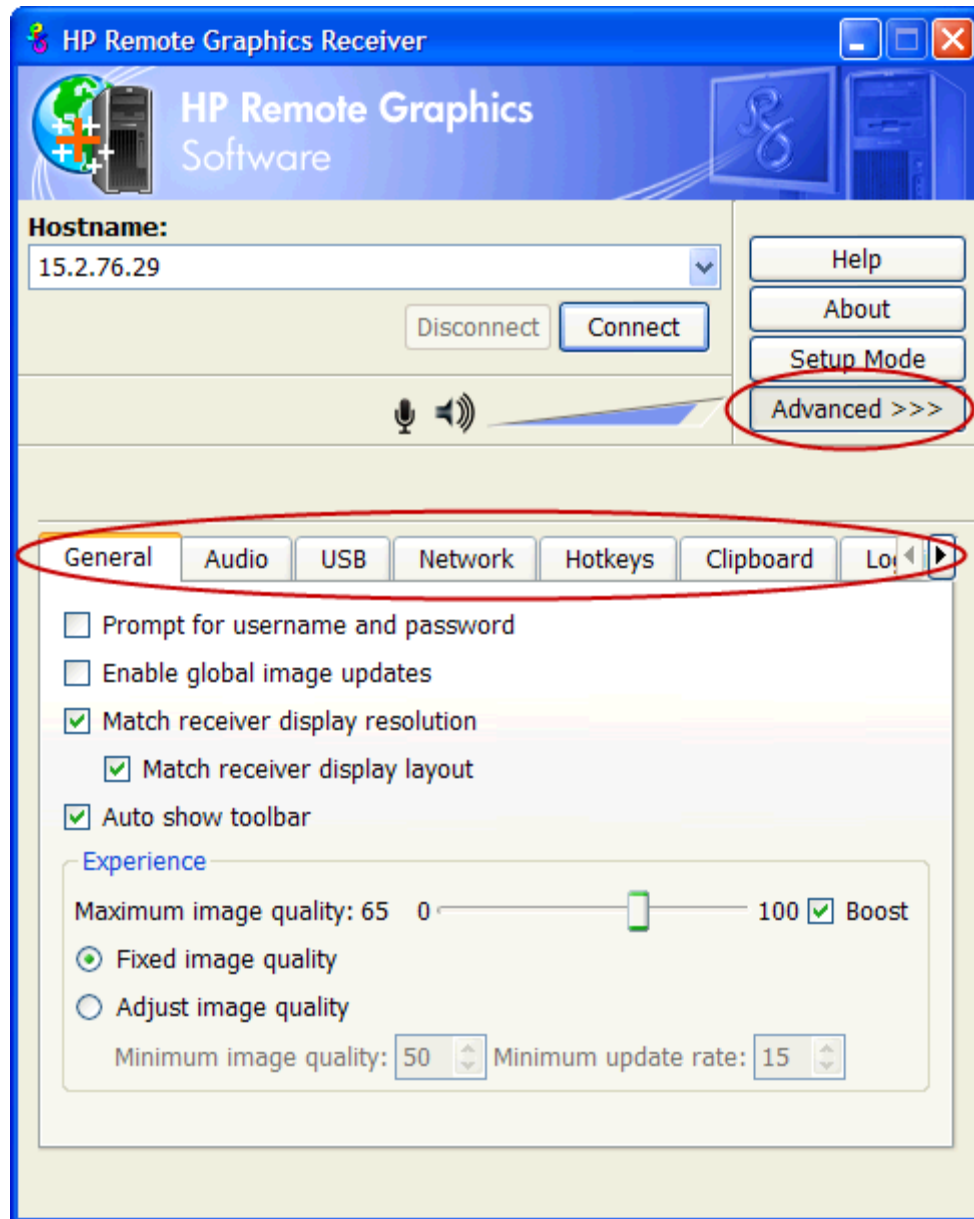 HP Remote Graphics Receiver
HP Remote Graphics
Software
Hostname:
15.2.76.29
Disconnect Connect
Help
About
Setup Mode
Advanced >>>
General Audio USB Network Hotkeys Clipboard
Prompt for username and password
Enable global image updates
Match receiver display resolution
Match receiver display layout
Auto show toolbar
Experience
Maximum image quality: 65 0 100 Boost
Fixed image quality
Adjust image quality
Minimum image quality: 50 Minimum update rate: 15